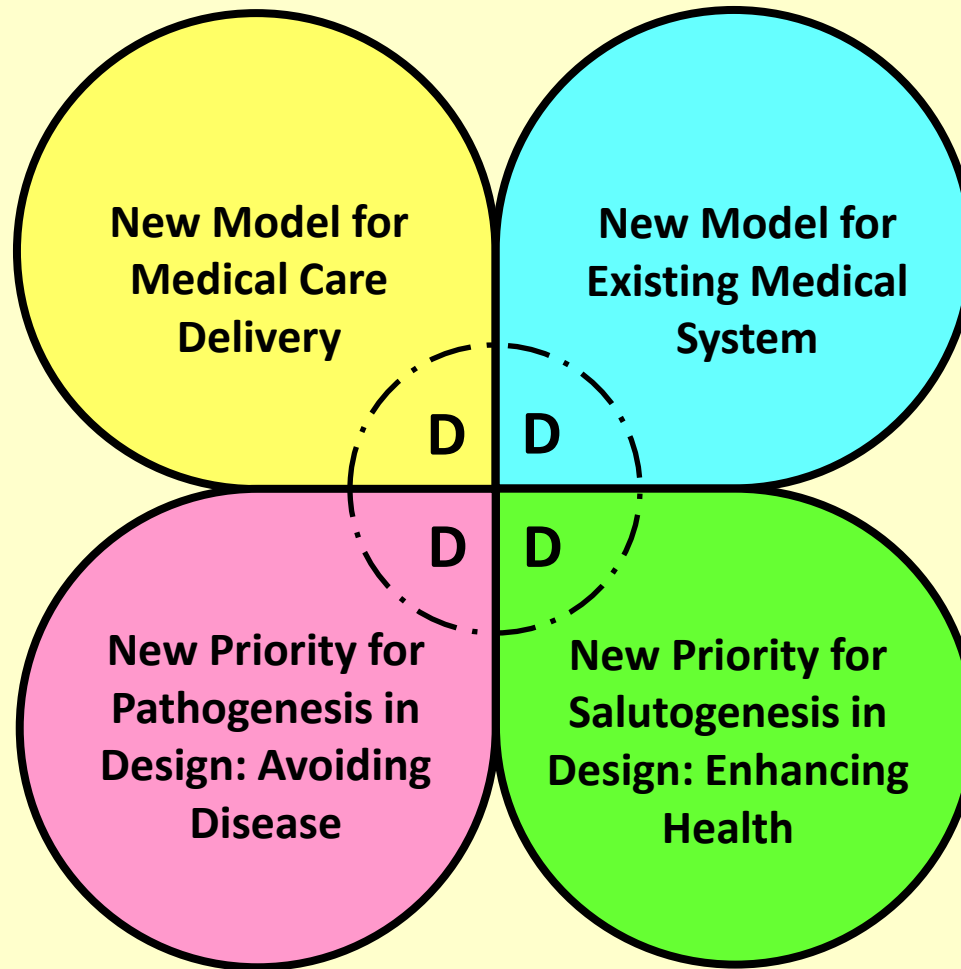 New Model for
Medical Care
Delivery
New Model for
Existing Medical
System
D D
D D
New Priority for
Pathogenesis in
Design: Avoiding
Disease
New Priority for
Salutogenesis in
Design: Enhancing
Health